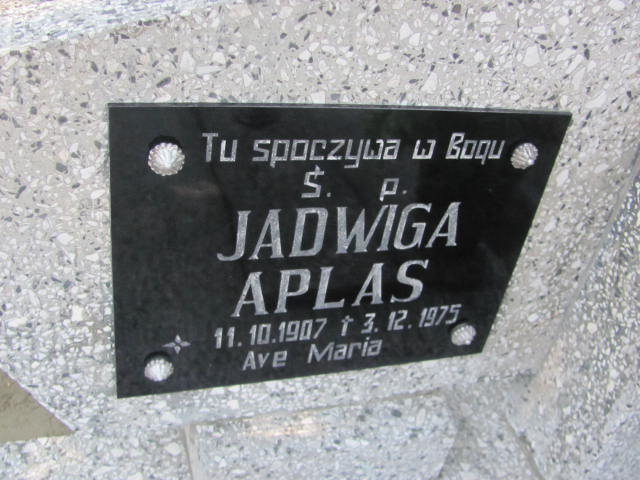 Tu spoczywa w Bogu
Ś. p.
JADWIGA
APLAS
11.10.1907 † 3.12.1975
Ave Maria